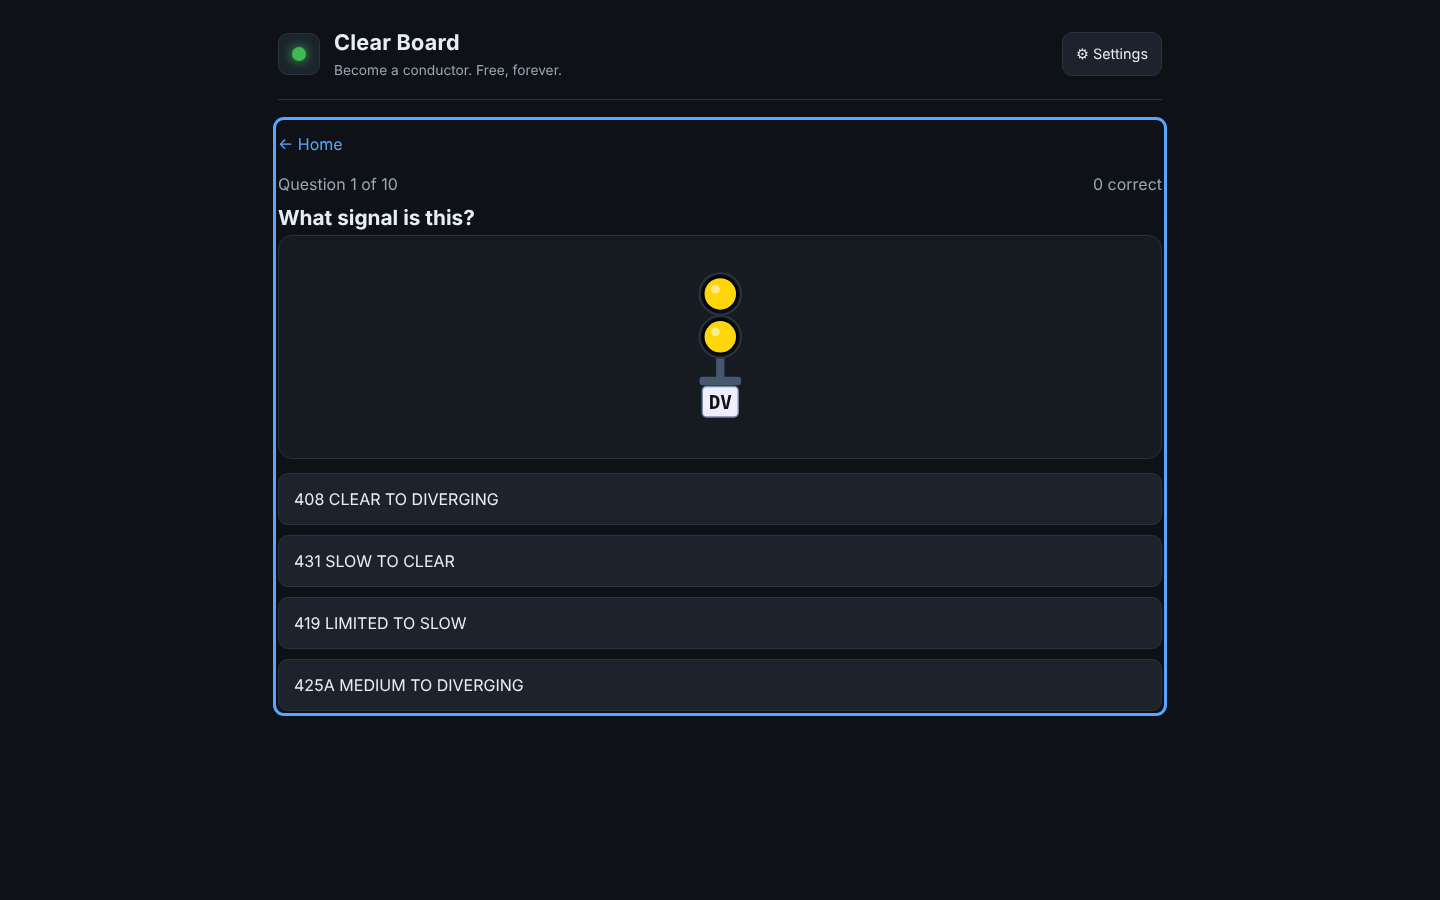 Clear Board
Become a conductor. Free, forever.
⚙ Settings
← Home
Question 1 of 10
0 correct
What signal is this?
DV
408 CLEAR TO DIVERGING
431 SLOW TO CLEAR
419 LIMITED TO SLOW
425A MEDIUM TO DIVERGING